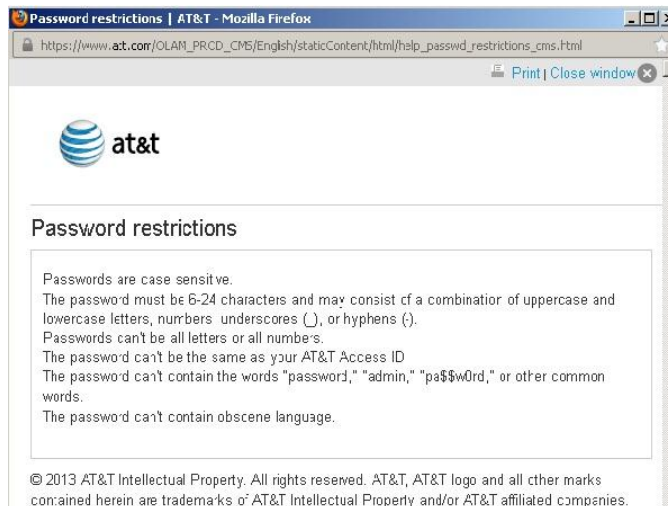 Password restrictions | AT&T - Mozilla Firefox
https://www.att.com/OLAM_PRCD_CMS/English/staticContent/html/help_passwd_restrictions_cms.html
Print | Close window
at&t
Password restrictions
Passwords are case sensitive.
The password must be 6-24 characters and may consist of a combination of uppercase and
lowercase letters, numbers underscores (_), or hyphens (-).
Passwords can't be all letters or all numbers.
The password can't be the same as your AT&T Access ID
The password can't contain the words "password," "admin," "pa$$w0rd," or other common
words.
The password can't contain obscene language.
© 2013 AT&T Intellectual Property. All rights reserved. AT&T, AT&T logo and all other marks
contained herein are trademarks of AT&T Intellectual Property and/or AT&T affiliated companies.